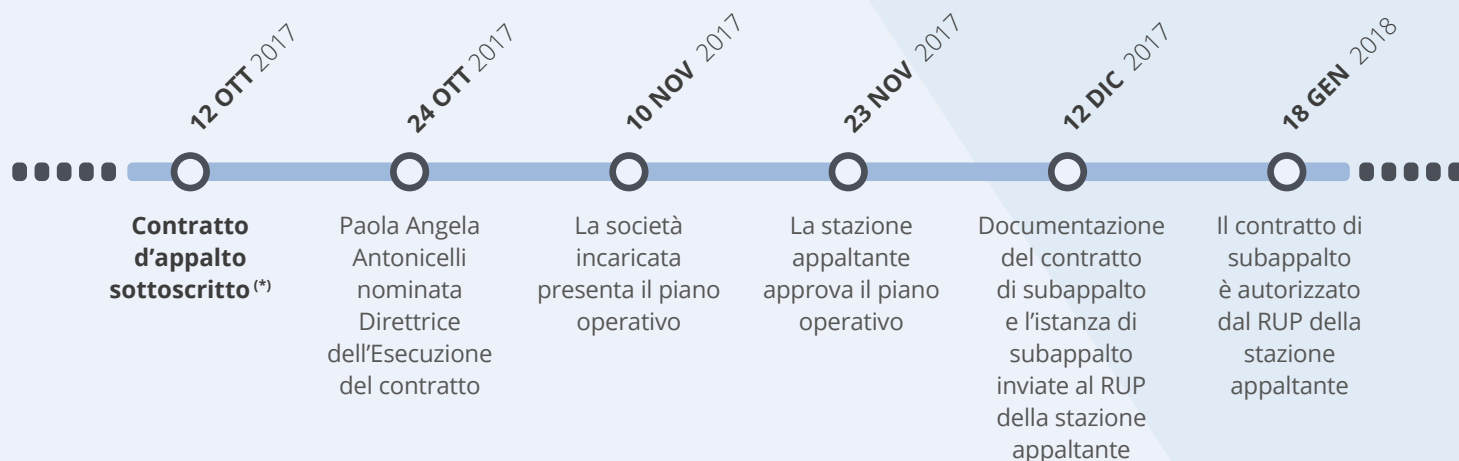 12 OTT 2017
24 OTT 2017
10 NOV 2017
23 NOV 2017
12 DIC 2017
18 GEN 2018
Contratto
d’appalto
sottoscritto (*)
Paola Angela
Antonicelli
nominata
Direttrice
dell’Esecuzione
del contratto
La società
incaricata
presenta il piano
operativo
La stazione
appaltante
approva il piano
operativo
Documentazione
del contratto
di subappalto
e l’istanza di
subappalto
inviate al RUP
della stazione
appaltante
Il contratto di
subappalto
è autorizzato
dal RUP della
stazione
appaltante